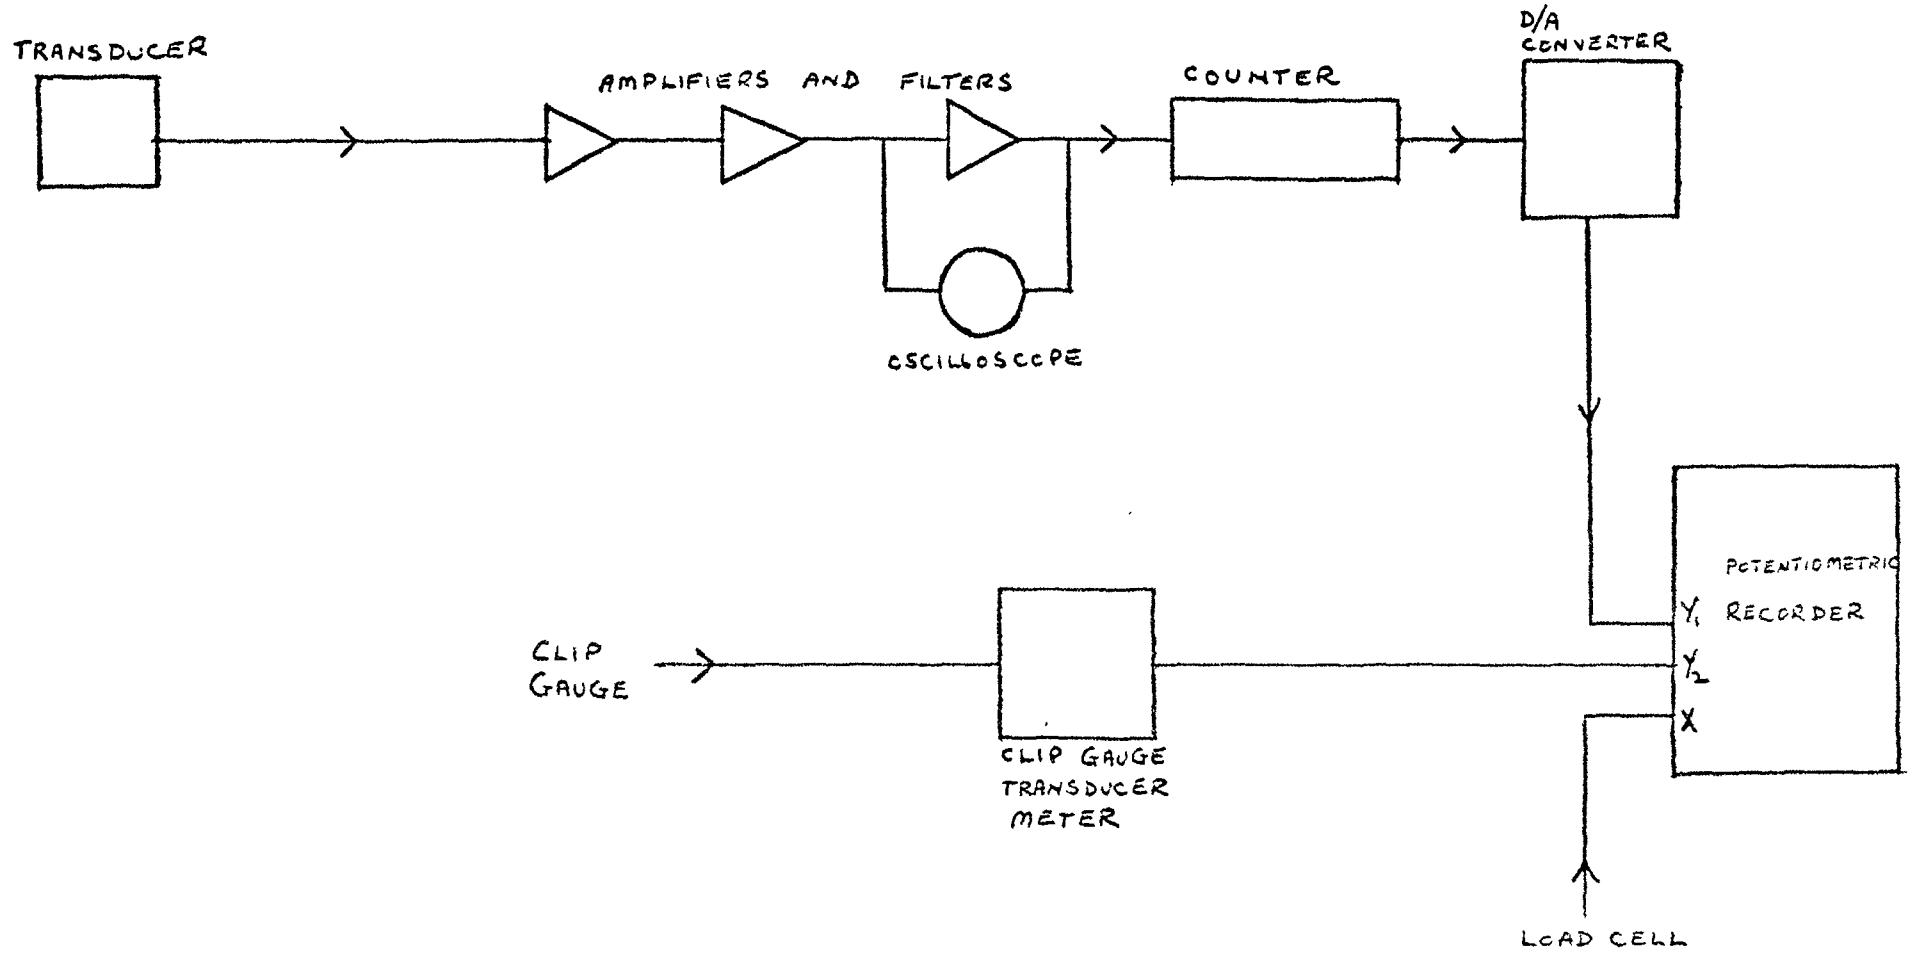 TRANSDUCER
AMPLIFIERS AND FILTERS
COUNTER
D/A
CONVERTER
OSCILLOSCOPE
POTENTIOMETRIC
Y1 RECORDER
Y2
X
CLIP
GAUGE
CLIP GAUGE
TRANSDUCER
METER
LOAD CELL